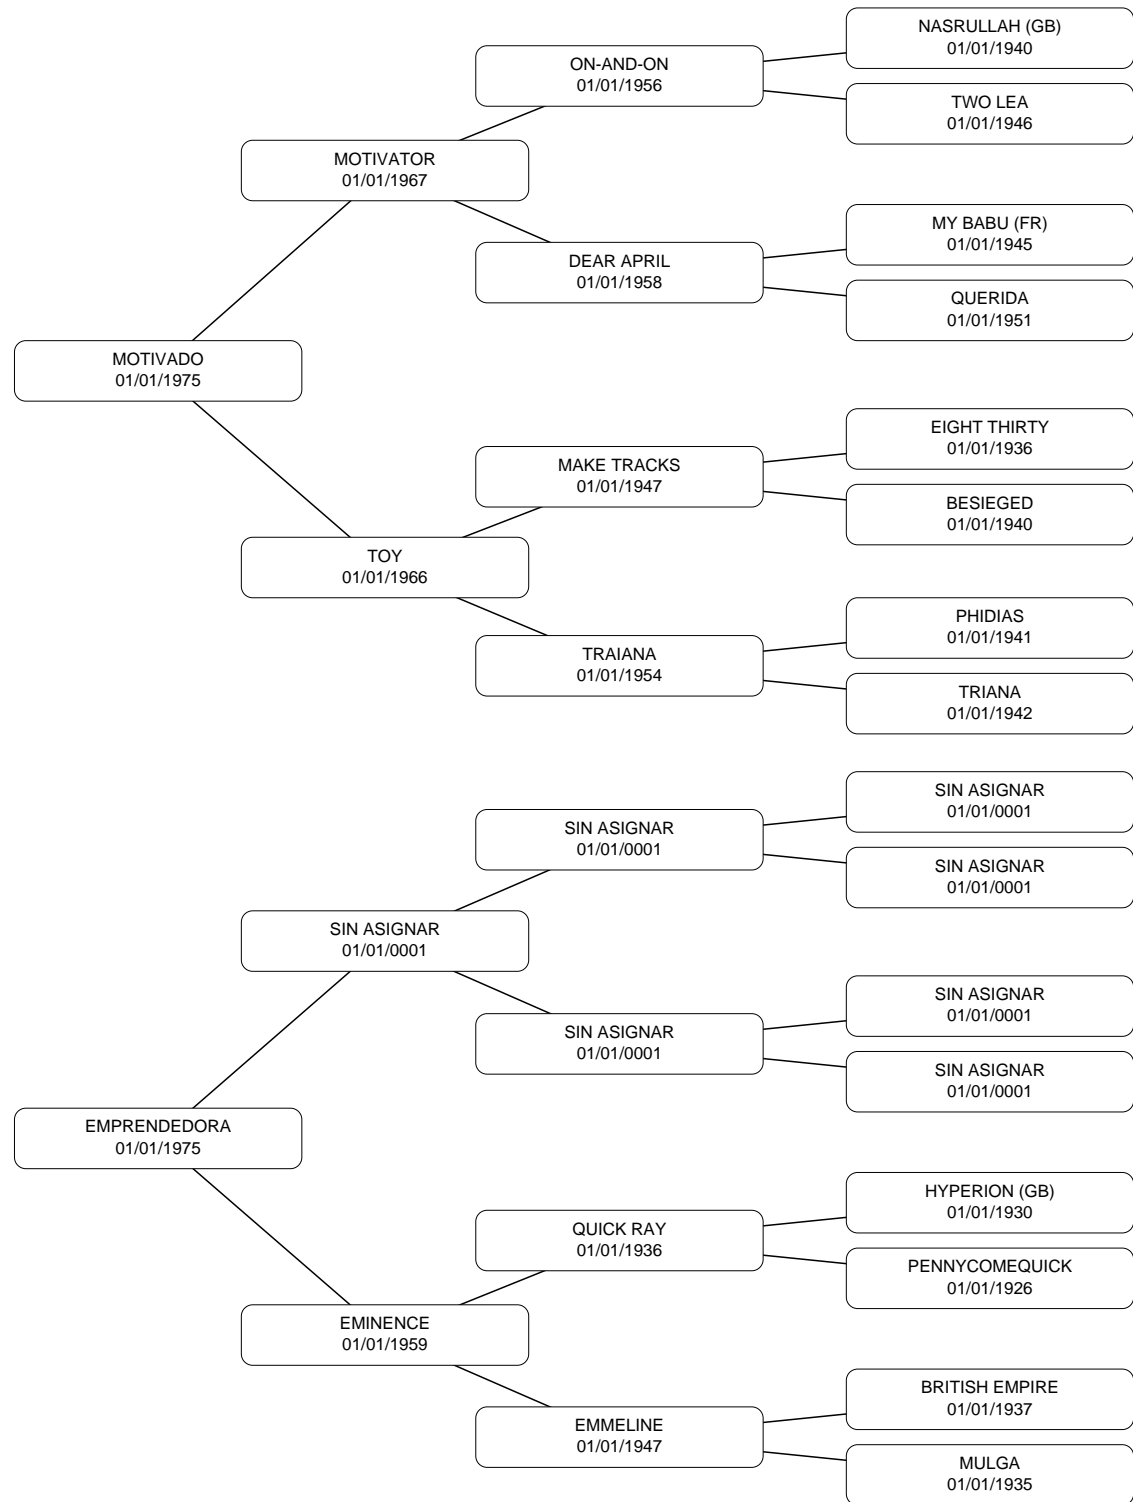 NASRULLAH (GB)
01/01/1940
ON-AND-ON
01/01/1956
TWO LEA
01/01/1946
MOTIVATOR
01/01/1967
MY BABU (FR)
01/01/1945
DEAR APRIL
01/01/1958
QUERIDA
01/01/1951
MOTIVADO
01/01/1975
EIGHT THIRTY
01/01/1936
MAKE TRACKS
01/01/1947
BESIEGED
01/01/1940
TOY
01/01/1966
PHIDIAS
01/01/1941
TRAIANA
01/01/1954
TRIANA
01/01/1942
SIN ASIGNAR
01/01/0001
SIN ASIGNAR
01/01/0001
SIN ASIGNAR
01/01/0001
SIN ASIGNAR
01/01/0001
SIN ASIGNAR
01/01/0001
SIN ASIGNAR
01/01/0001
SIN ASIGNAR
01/01/0001
EMPRENDEDORA
01/01/1975
HYPERION (GB)
01/01/1930
QUICK RAY
01/01/1936
PENNYCOMEQUICK
01/01/1926
EMINENCE
01/01/1959
BRITISH EMPIRE
01/01/1937
EMMELINE
01/01/1947
MULGA
01/01/1935